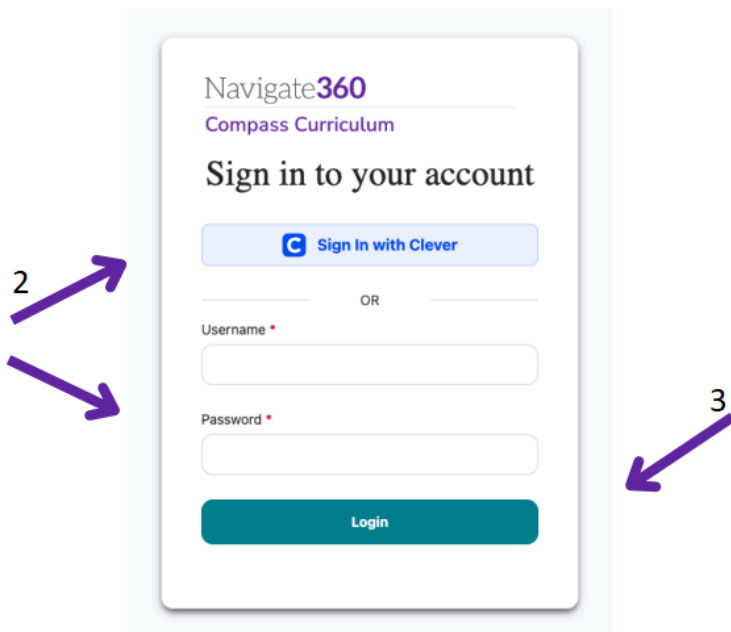 Navigate360
Compass Curriculum
Sign in to your account
C Sign In with Clever
2
OR
Username *
Password *
3
Login